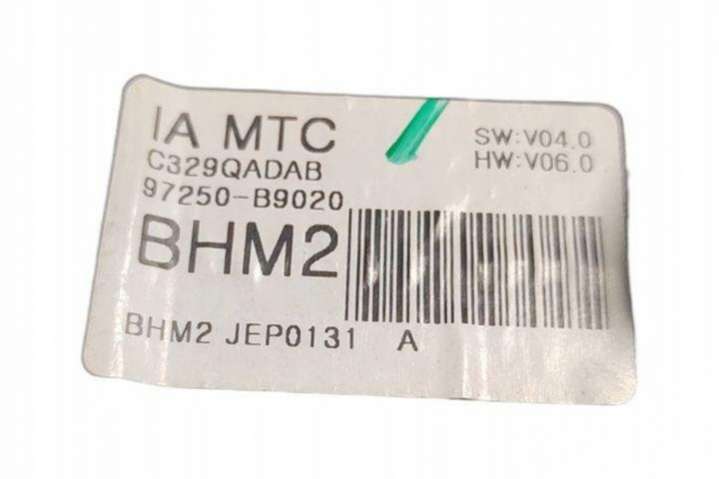 IA MTC
SW:V04.0
C329QADAB
HW:V06.0
97250-B9020
BHM2
BHM2 JEP0131 A